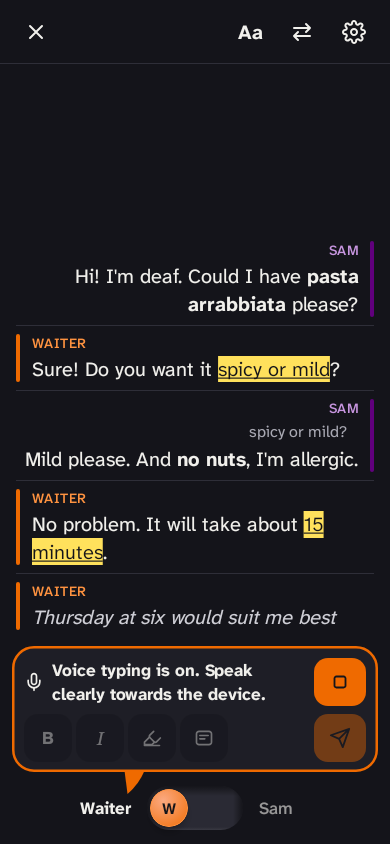 Aa
SAM
Hi! I'm deaf. Could I have pasta
arrabbiata please?
WAITER
Sure! Do you want it spicy or mild?
SAM
spicy or mild?
Mild please. And no nuts, I'm allergic.
WAITER
No problem. It will take about 15
minutes.
WAITER
Thursday at six would suit me best
Voice typing is on. Speak
clearly towards the device.
B I
Waiter W Sam